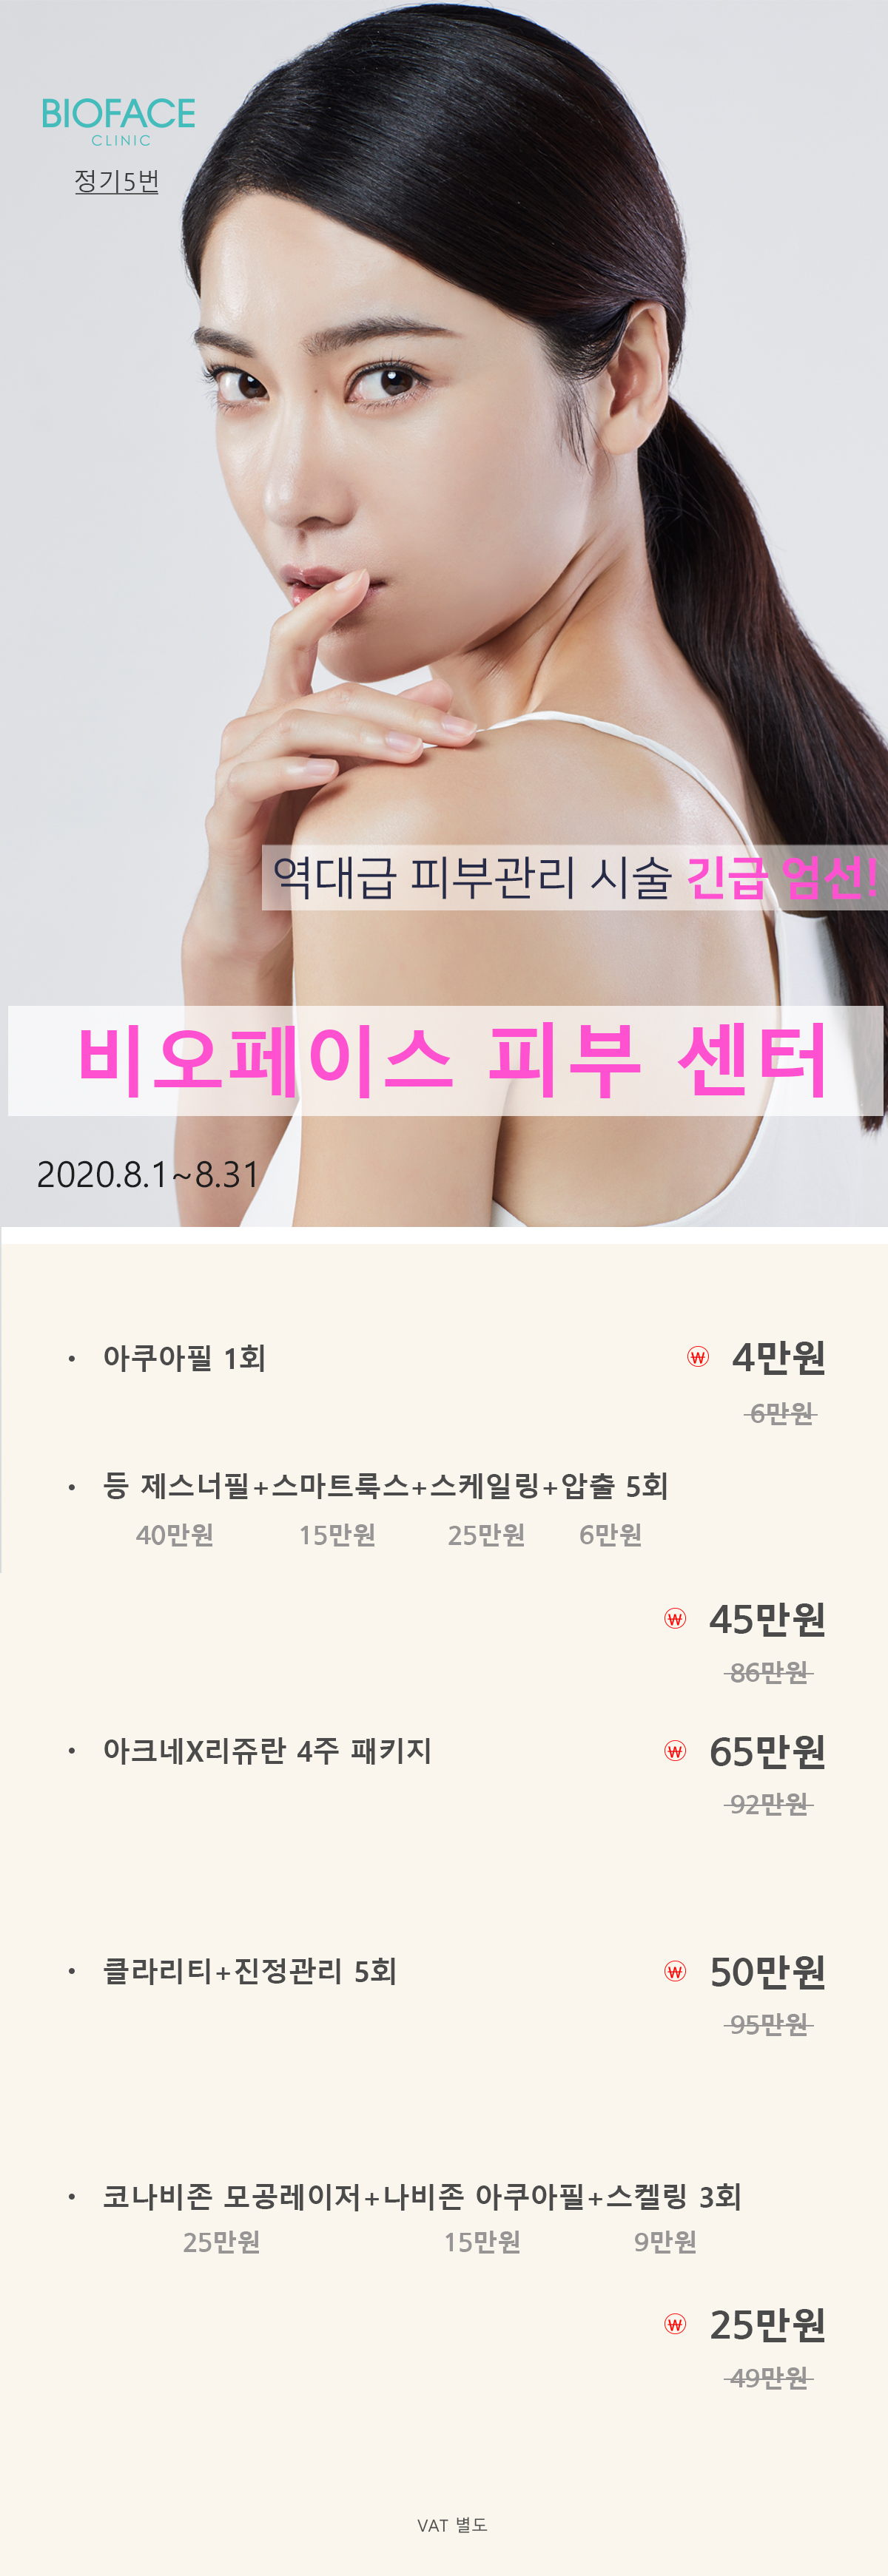 BIOFACE
CLINIC
정기5번
역대급 피부관리 시술 긴급 엄선!
비오페이스 피부 센터
2020.8.1~8.31
• 아쿠아필 1회 ₩ 4만원
6만원
• 등 제스너필+스마트룩스+스케일링+압출 5회
40만원 15만원 25만원 6만원
₩ 45만원
86만원
• 아크네X리쥬란 4주 패키지 ₩ 65만원
92만원
• 클라리티+진정관리 5회 ₩ 50만원
95만원
• 코나비존 모공레이저+나비존 아쿠아필+스켈링 3회
25만원 15만원 9만원
₩ 25만원
49만원
VAT 별도